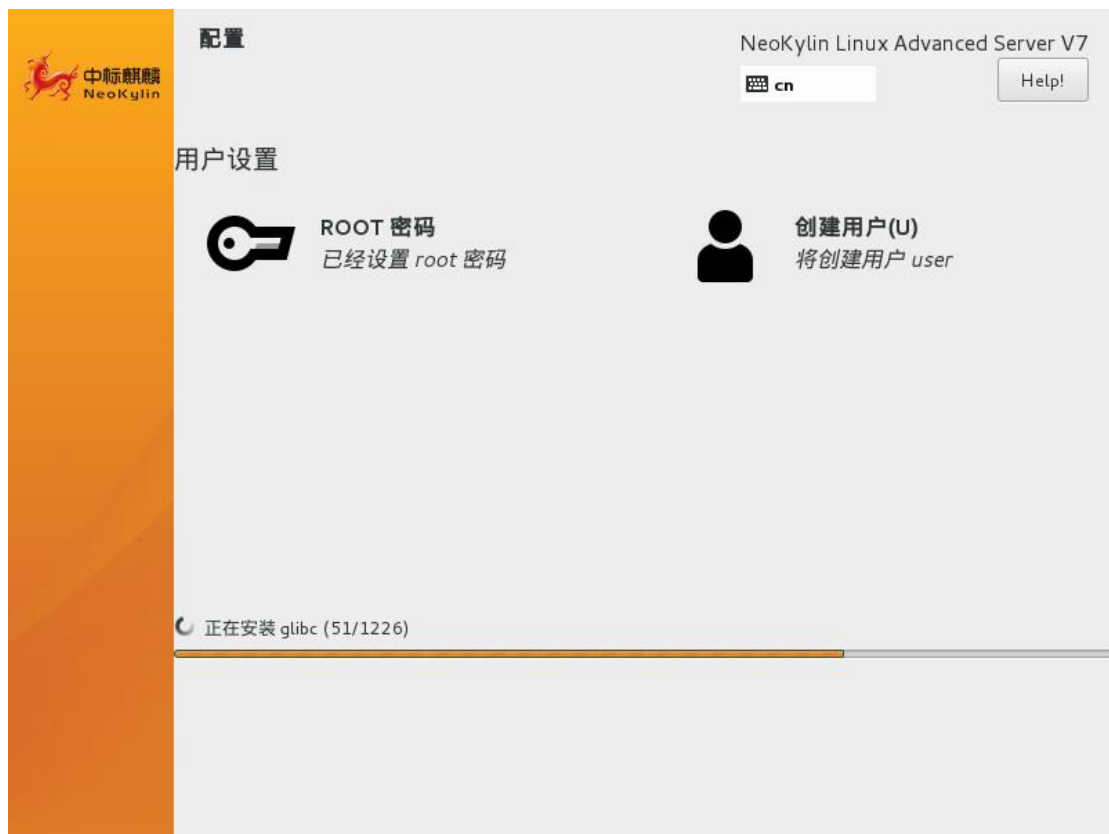 中标麒麟
NeoKylin
配置
NeoKylin Linux Advanced Server V7
cn
Help!
用户设置
ROOT 密码
已经设置 root 密码
创建用户(U)
将创建用户 user
正在安装 glibc (51/1226)